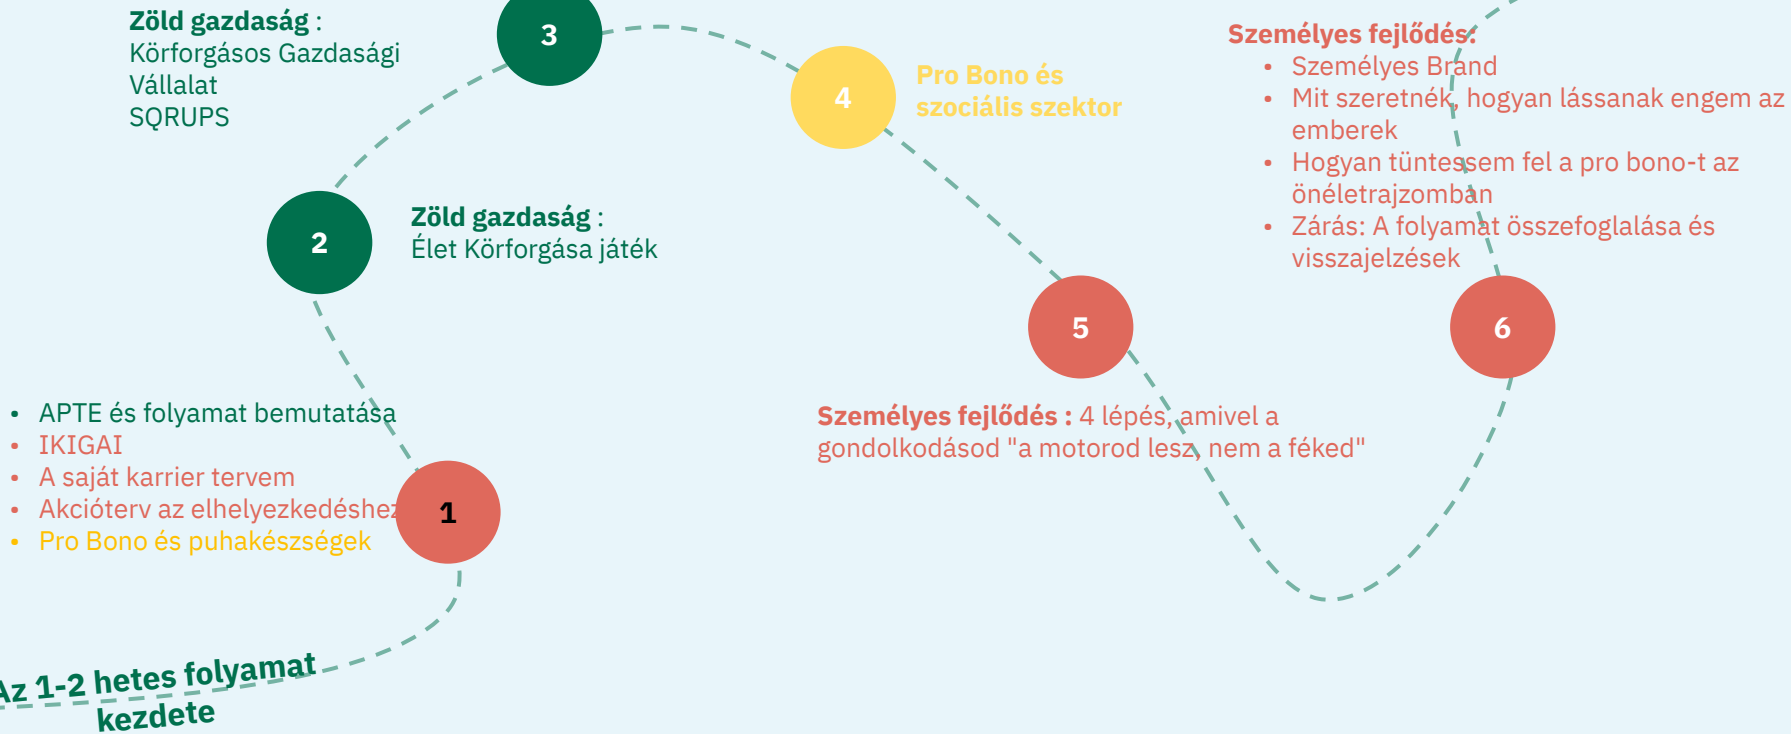 Zöld gazdaság :
Körforgásos Gazdasági
Vállalat
SQRUPS
3
4
Pro Bono és
szociális szektor
Személyes fejlődés:
• Személyes Brand
• Mit szeretnék, hogyan lássanak engem az
emberek
• Hogyan tüntessem fel a pro bono-t az
önéletrajzomban
• Zárás: A folyamat összefoglalása és
visszajelzések
2
Zöld gazdaság :
Élet Körforgása játék
5
6
Személyes fejlődés : 4 lépés, amivel a
gondolkodásod "a motorod lesz, nem a féked"
• APTE és folyamat bemutatása
• IKIGAI
• A saját karrier tervem
• Akcióterv az elhelyezkedéshez
• Pro Bono és puhakészségek
1
Az 1-2 hetes folyamat
kezdete